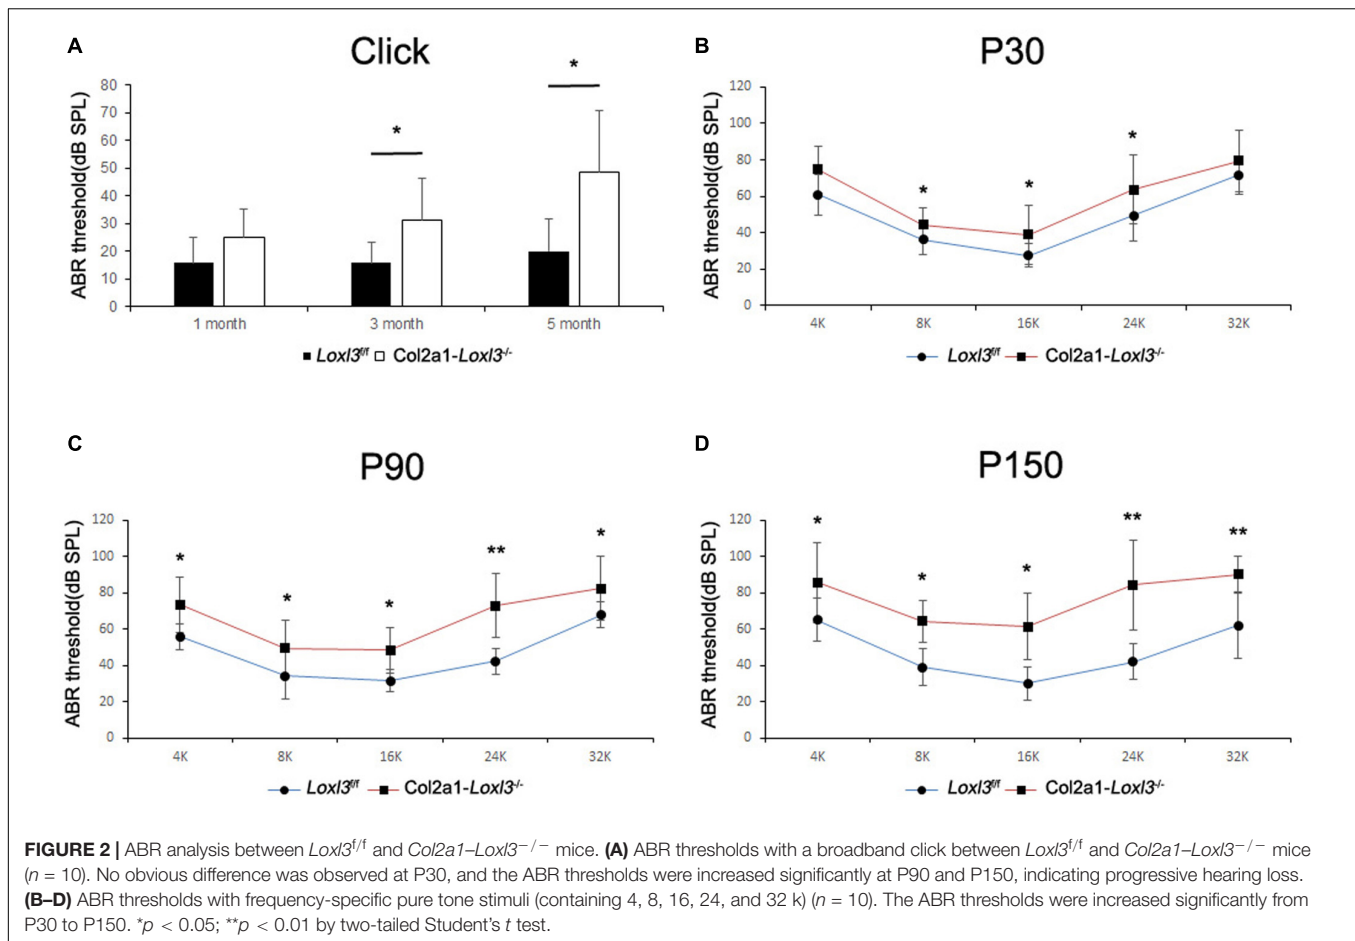 A
Click
ABR threshold(dB SPL)
80
70
60
50
40
30
20
10
0
*
*
1 month 3 month 5 month
Loxl3f/f Col2a1-Loxl3-/-
B
P30
ABR threshold(dB SPL)
120
100
80
60
40
20
0
* * *
4K 8K 16K 24K 32K
Loxl3f/f Col2a1-Loxl3-/-
C
P90
ABR threshold(dB SPL)
120
100
80
60
40
20
0
* * * ** *
4K 8K 16K 24K 32K
Loxl3f/f Col2a1-Loxl3-/-
D
P150
ABR threshold(dB SPL)
120
100
80
60
40
20
0
* * * ** **
4K 8K 16K 24K 32K
Loxl3f/f Col2a1-Loxl3-/-
FIGURE 2 | ABR analysis between Loxl3f/f and Col2a1–Loxl3−/− mice. (A) ABR thresholds with a broadband click between Loxl3f/f and Col2a1–Loxl3−/− mice
(n = 10). No obvious difference was observed at P30, and the ABR thresholds were increased significantly at P90 and P150, indicating progressive hearing loss.
(B–D) ABR thresholds with frequency-specific pure tone stimuli (containing 4, 8, 16, 24, and 32 k) (n = 10). The ABR thresholds were increased significantly from
P30 to P150. *p < 0.05; **p < 0.01 by two-tailed Student's t test.